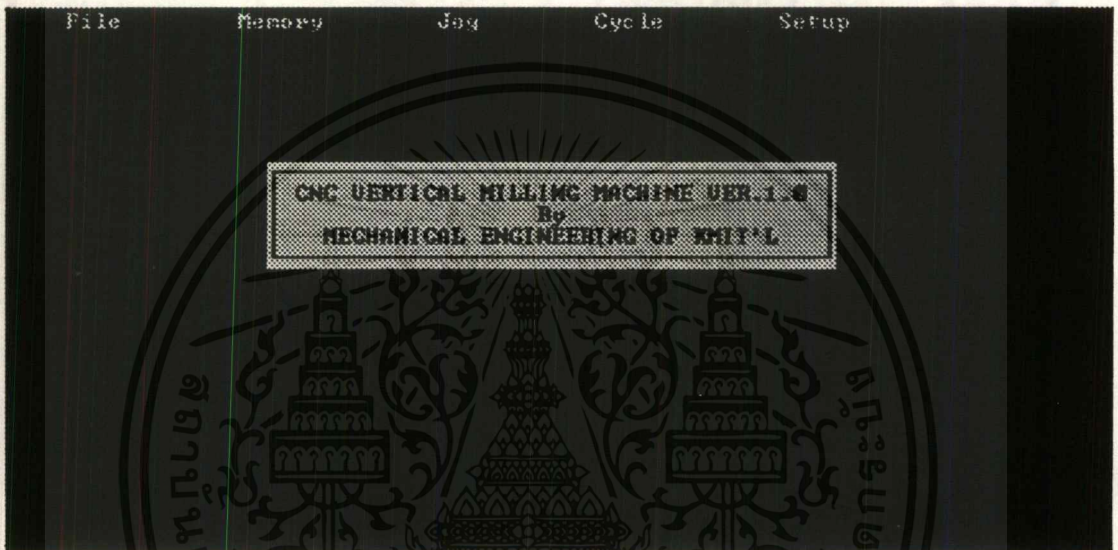 File Memory Jog Cycle Setup
CNC VERTICAL MILLING MACHINE VER.1.0
By
MECHANICAL ENGINEERING OF KMIT'L